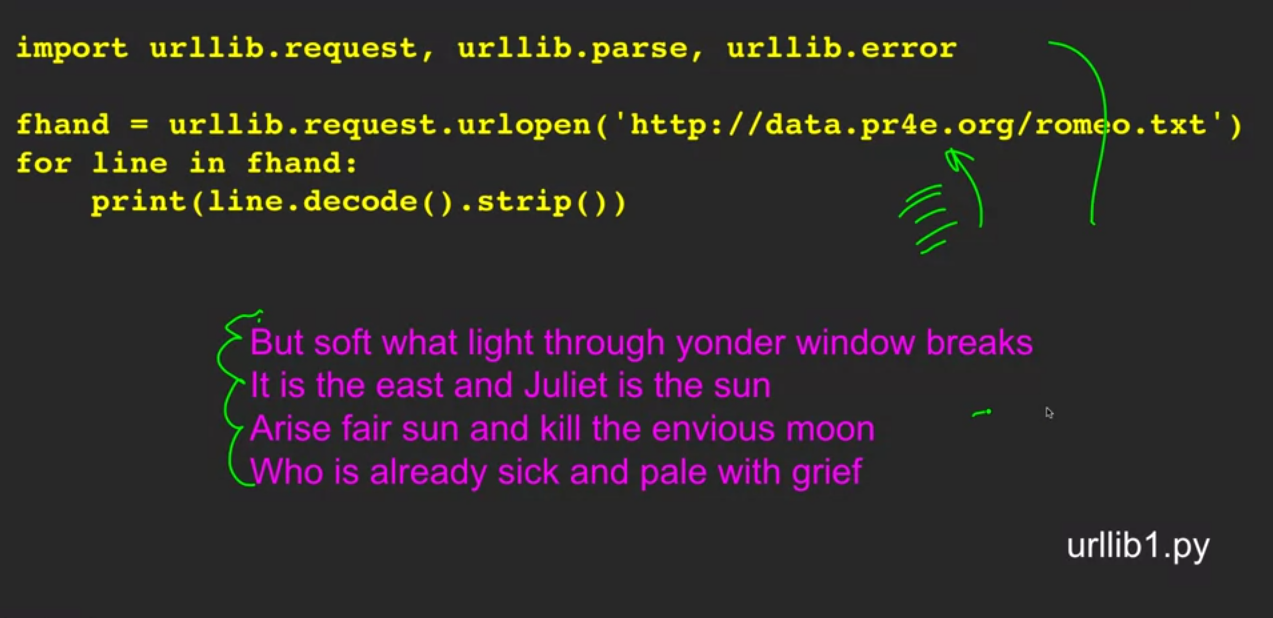 import urllib.request, urllib.parse, urllib.error
fhand = urllib.request.urlopen('http://data.pr4e.org/romeo.txt')
for line in fhand:
    print(line.decode().strip())
But soft what light through yonder window breaks
It is the east and Juliet is the sun
Arise fair sun and kill the envious moon
Who is already sick and pale with grief
urllib1.py